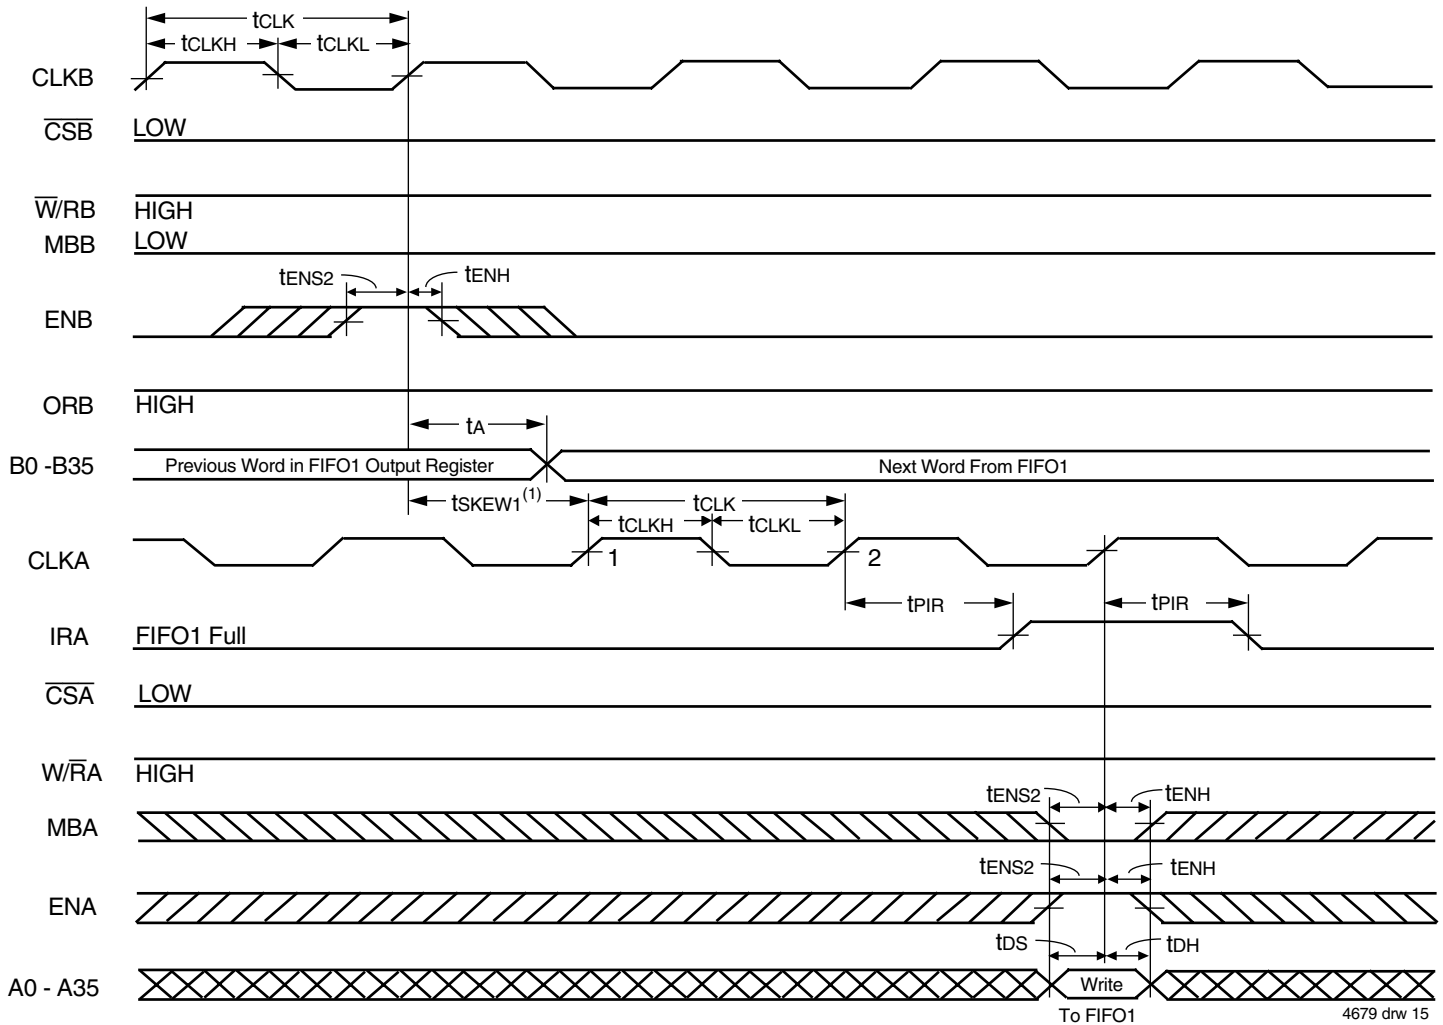 tCLK
tCLKH tCLKL
CLKB
CSB LOW
W/RB HIGH
MBB LOW
tENS2 tENH
ENB
ORB HIGH
tA
B0 -B35 Previous Word in FIFO1 Output Register Next Word From FIFO1
tSKEW1(1) tCLK
tCLKH tCLKL
CLKA 1 2
tPIR tPIR
IRA FIFO1 Full
CSA LOW
W/RA HIGH
tENS2 tENH
MBA
tENS2 tENH
ENA
tDS tDH
A0 - A35 Write
To FIFO1 4679 drw 15